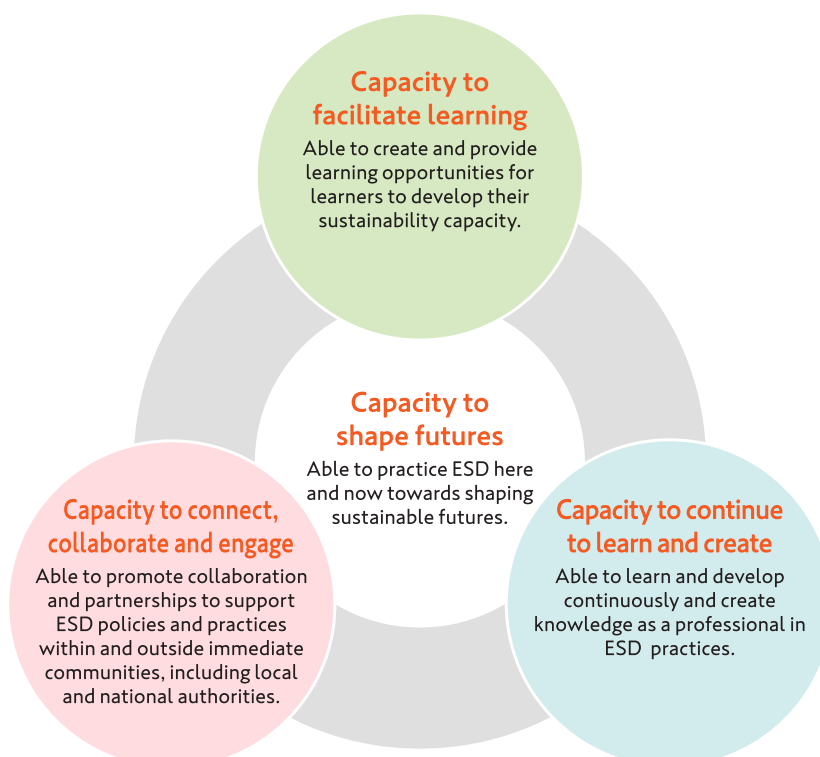 Capacity to
facilitate learning
Able to create and provide
learning opportunities for
learners to develop their
sustainability capacity.
Capacity to
shape futures
Able to practice ESD here
and now towards shaping
sustainable futures.
Capacity to connect,
collaborate and engage
Able to promote collaboration
and partnerships to support
ESD policies and practices
within and outside immediate
communities, including local
and national authorities.
Capacity to continue
to learn and create
Able to learn and develop
continuously and create
knowledge as a professional in
ESD practices.